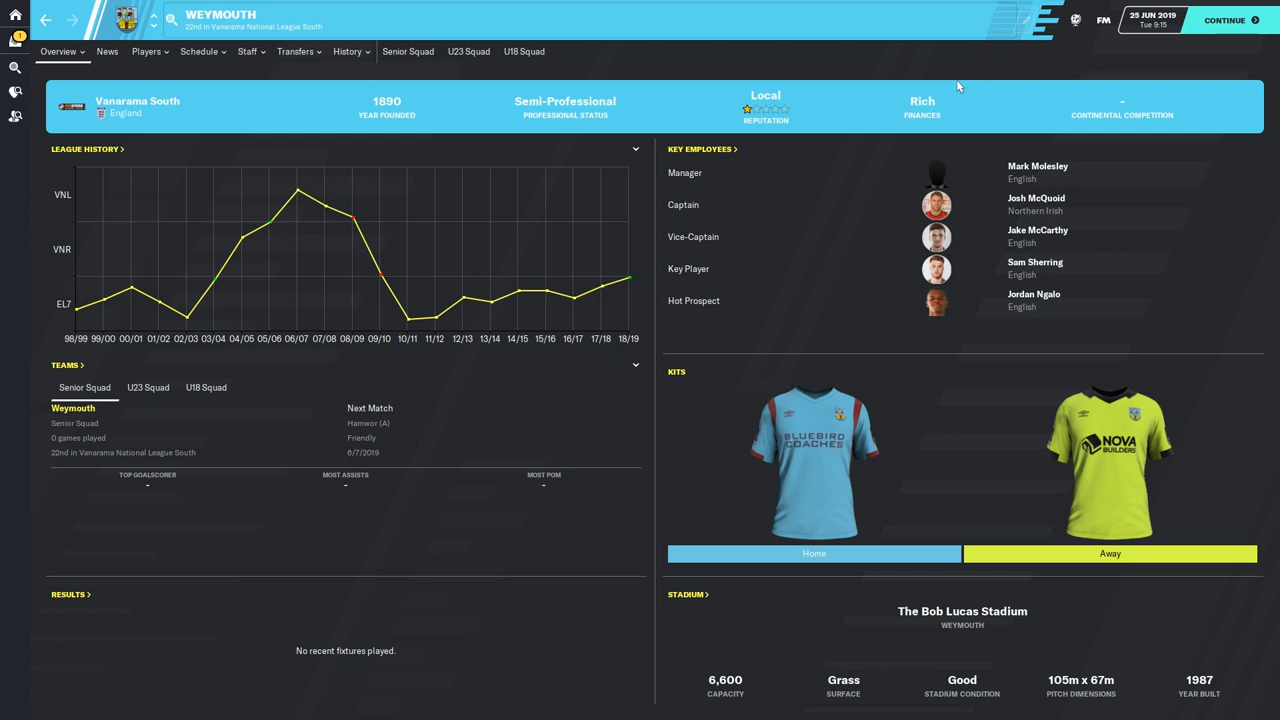 WEYMOUTH
22nd in Vanarama National League South
FM
25 JUN 2019
Tue 9:15
CONTINUE
1
Overview News Players Schedule Staff Transfers History Senior Squad U23 Squad U18 Squad
Vanarama South
England
1890
YEAR FOUNDED
Semi-Professional
PROFESSIONAL STATUS
Local
REPUTATION
Rich
FINANCES
-
CONTINENTAL COMPETITION
LEAGUE HISTORY >
VNL
VNR
EL7
98/99 99/00 00/01 01/02 02/03 03/04 04/05 05/06 06/07 07/08 08/09 09/10 10/11 11/12 12/13 13/14 14/15 15/16 16/17 17/18 18/19
TEAMS >
Senior Squad U23 Squad U18 Squad
Weymouth
Senior Squad
0 games played
22nd in Vanarama National League South
Next Match
Hamwor (A)
Friendly
6/7/2019
TOP GOALSCORER
-
MOST ASSISTS
-
MOST POM
-
RESULTS >
No recent fixtures played.
KEY EMPLOYEES >
Manager
Mark Molesley
English
Captain
Josh McQuoid
Northern Irish
Vice-Captain
Jake McCarthy
English
Key Player
Sam Sherring
English
Hot Prospect
Jordan Ngalo
English
KITS
BLUEBIRD
COACHES
NOVA
BUILDERS
Home
Away
STADIUM >
The Bob Lucas Stadium
WEYMOUTH
6,600
CAPACITY
Grass
SURFACE
Good
STADIUM CONDITION
105m x 67m
PITCH DIMENSIONS
1987
YEAR BUILT